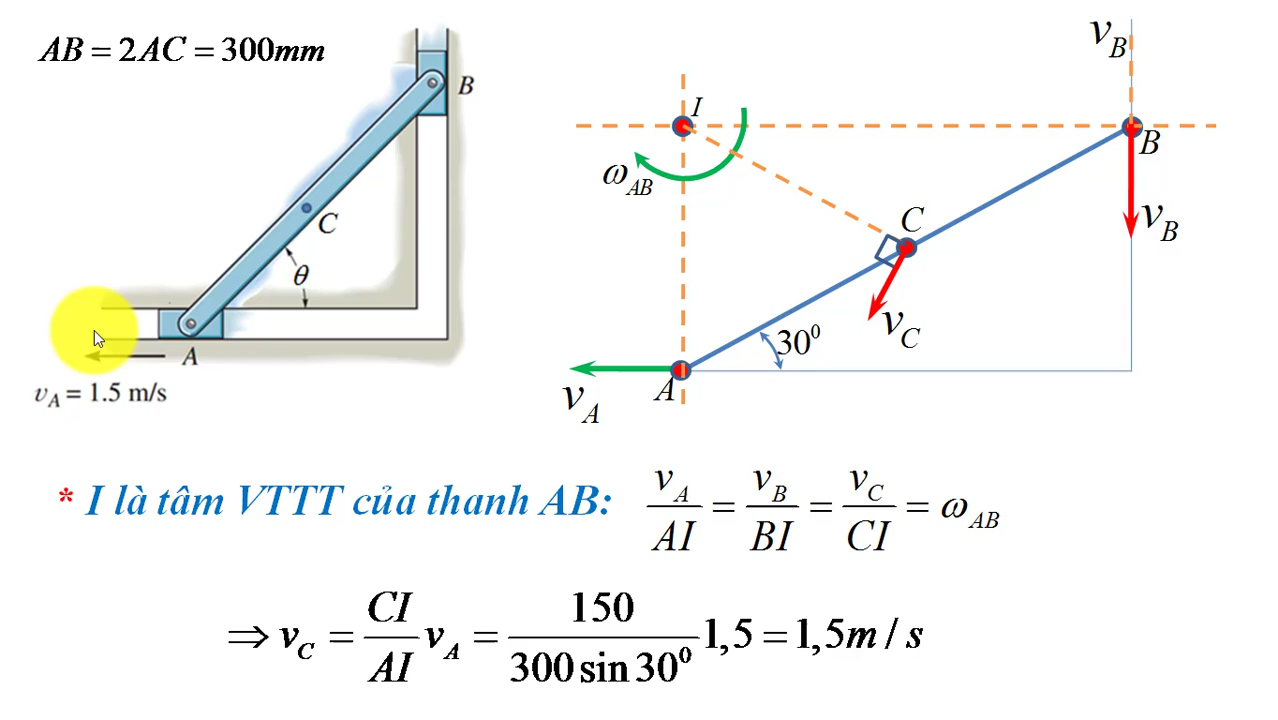 AB = 2AC = 300mm
B
C
θ
A
v_A = 1.5 m/s
v_B
I
B
ω_AB
C
v_B
v_C
30⁰
A
v_A
* I là tâm VTTT của thanh AB: v_A/AI = v_B/BI = v_C/CI = ω_AB
⇒ v_C = CI/AI v_A = 150/(300 sin 30⁰) 1,5 = 1,5m / s